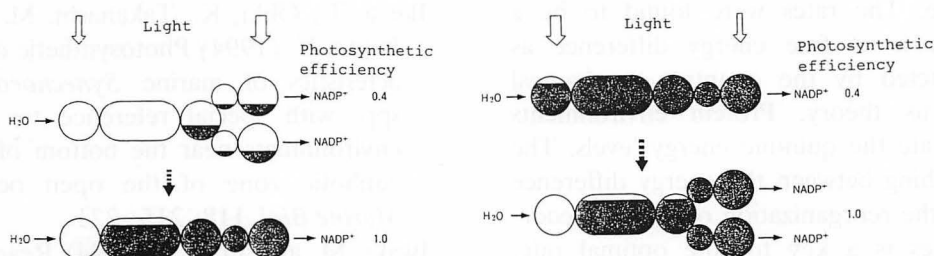 Light
Photosynthetic
efficiency
NADP⁺ 0.4
H₂O
NADP⁺
H₂O
NADP⁺ 1.0
Light
Photosynthetic
efficiency
H₂O
NADP⁺ 0.4
NADP⁺
H₂O
1.0
NADP⁺